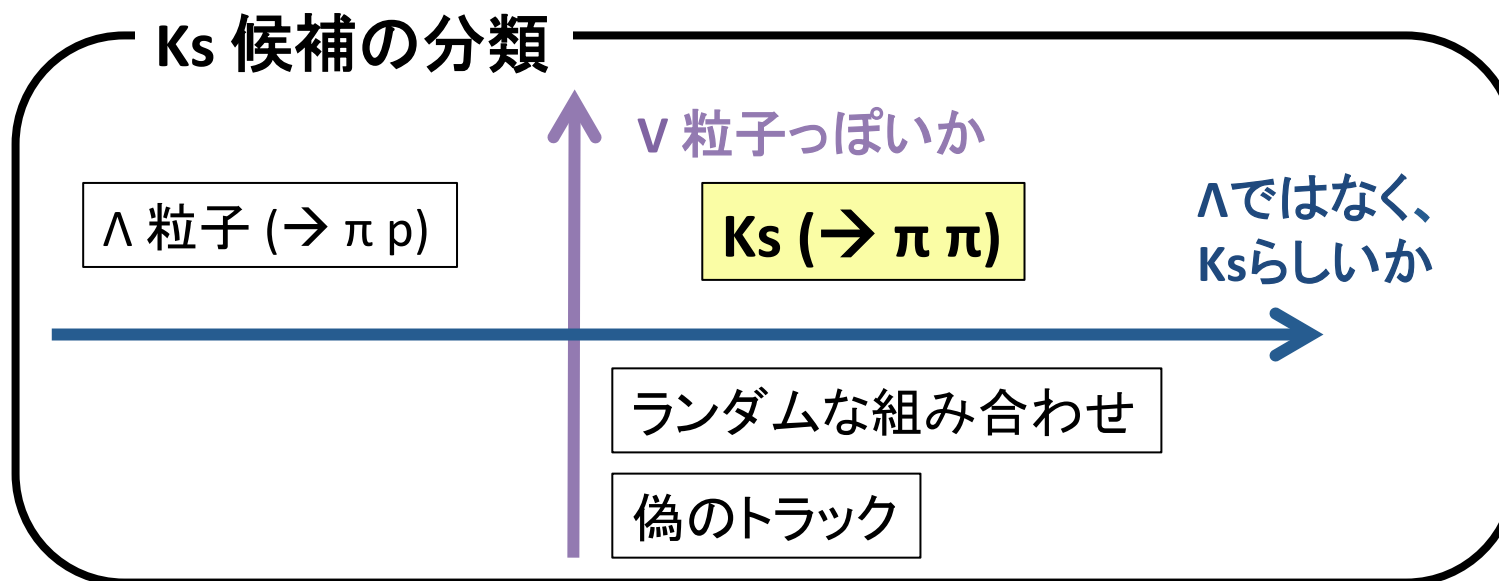 Ks 候補の分類
V 粒子っぽいか
Λ 粒子 (→ π p)
Ks (→ π π)
Λではなく、
Ksらしいか
ランダムな組み合わせ
偽のトラック